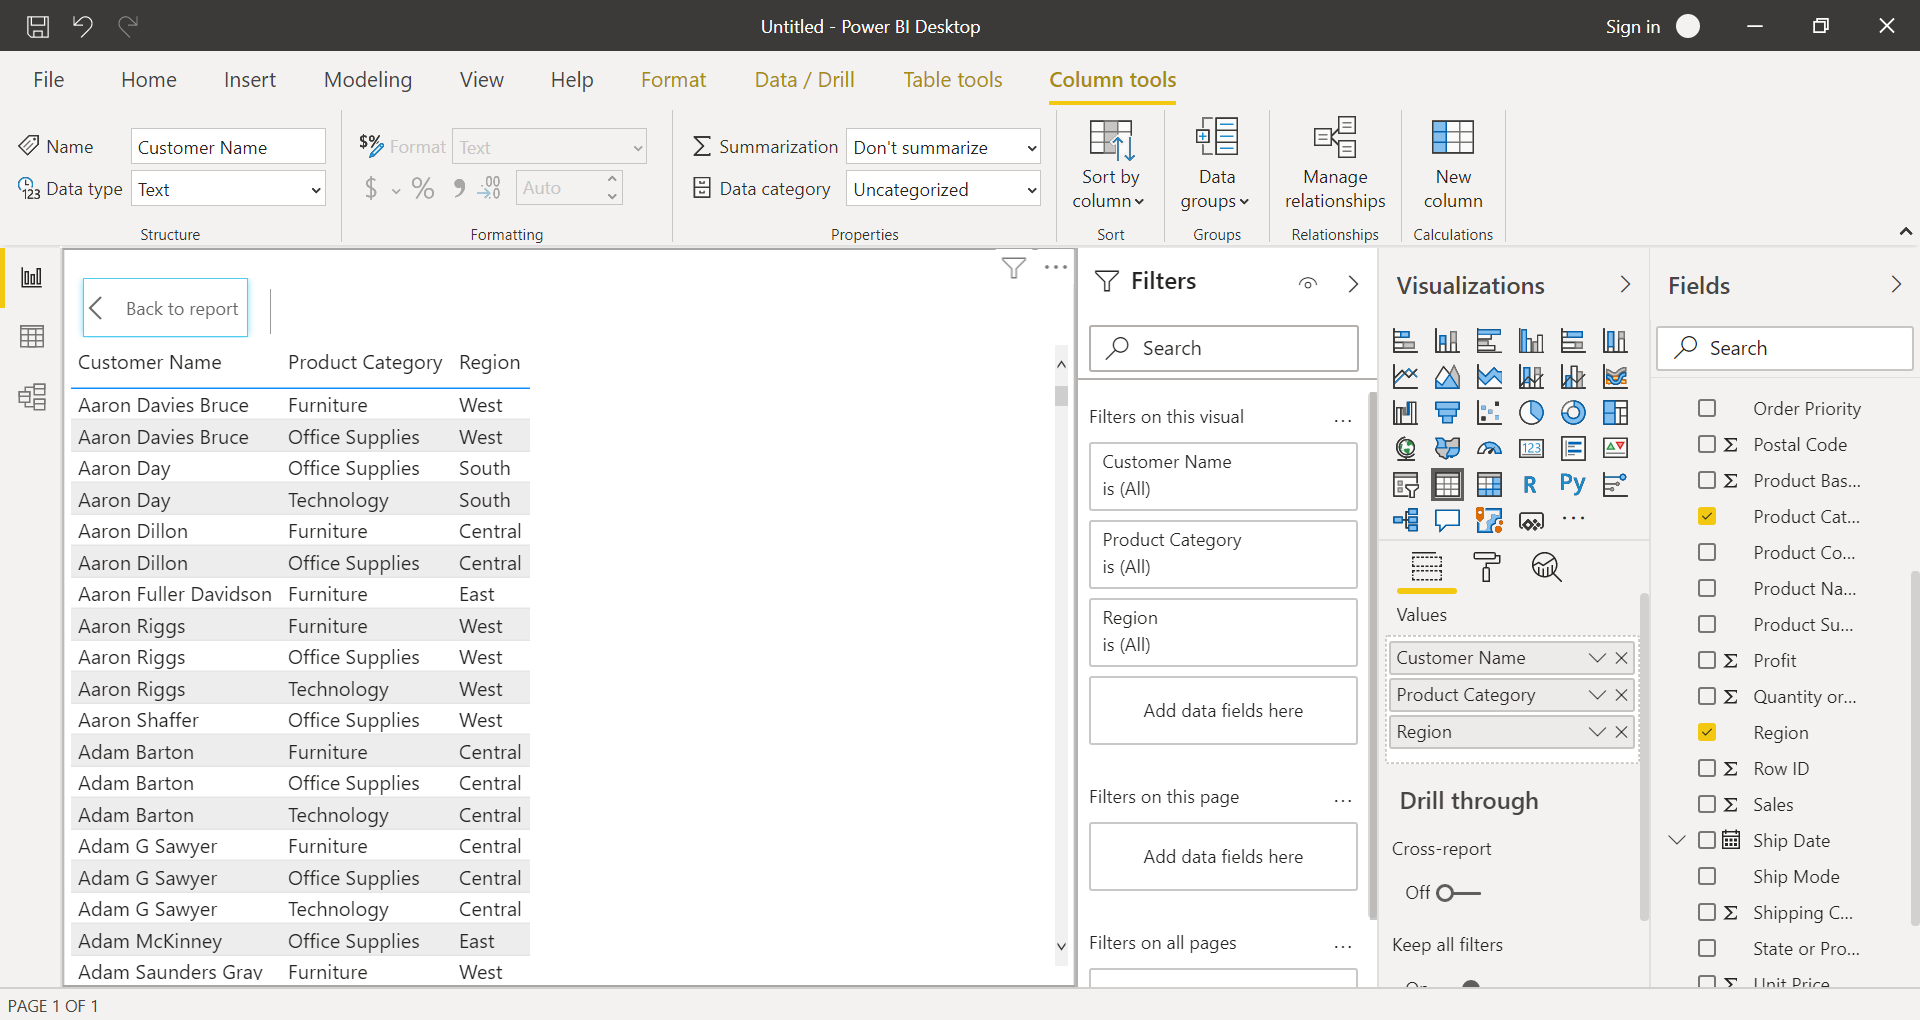 Untitled - Power BI Desktop
Sign in
File Home Insert Modeling View Help Format Data / Drill Table tools Column tools
Name Customer Name
Data type Text
Structure
$% Format Text
$ % 9 .00 Auto
Formatting
Summarization Don't summarize
Data category Uncategorized
Properties
Sort by
column
Sort
Data
groups
Groups
Manage
relationships
Relationships
New
column
Calculations
Back to report
Customer Name Product Category Region
Aaron Davies Bruce Furniture West
Aaron Davies Bruce Office Supplies West
Aaron Day Office Supplies South
Aaron Day Technology South
Aaron Dillon Furniture Central
Aaron Dillon Office Supplies Central
Aaron Fuller Davidson Furniture East
Aaron Riggs Furniture West
Aaron Riggs Office Supplies West
Aaron Riggs Technology West
Aaron Shaffer Office Supplies West
Adam Barton Furniture Central
Adam Barton Office Supplies Central
Adam Barton Technology Central
Adam G Sawyer Furniture Central
Adam G Sawyer Office Supplies Central
Adam G Sawyer Technology Central
Adam McKinney Office Supplies East
Adam Saunders Gray Furniture West
Filters
Search
Filters on this visual ...
Customer Name
is (All)
Product Category
is (All)
Region
is (All)
Add data fields here
Filters on this page ...
Add data fields here
Filters on all pages ...
Visualizations
123
R Py
...
Values
Customer Name
Product Category
Region
Drill through
Cross-report
Off
Keep all filters
On
Fields
Search
Order Priority
Σ Postal Code
Σ Product Bas...
Product Cat...
Product Co...
Product Na...
Product Su...
Σ Profit
Σ Quantity or...
Region
Σ Row ID
Σ Sales
Ship Date
Ship Mode
Σ Shipping C...
State or Pro...
Σ Unit Price
PAGE 1 OF 1